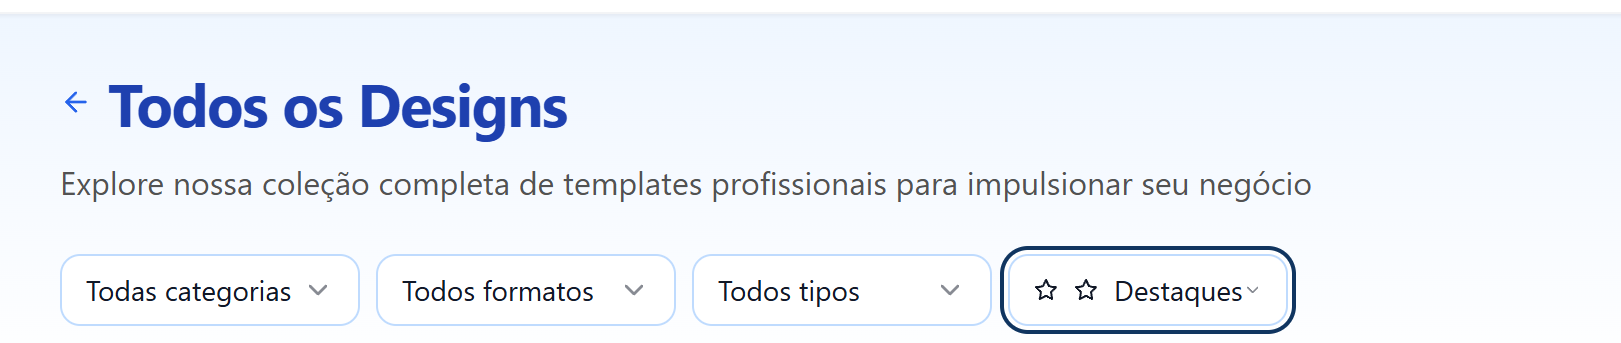 Todos os Designs
Explore nossa coleção completa de templates profissionais para impulsionar seu negócio
Todas categorias
Todos formatos
Todos tipos
Destaques